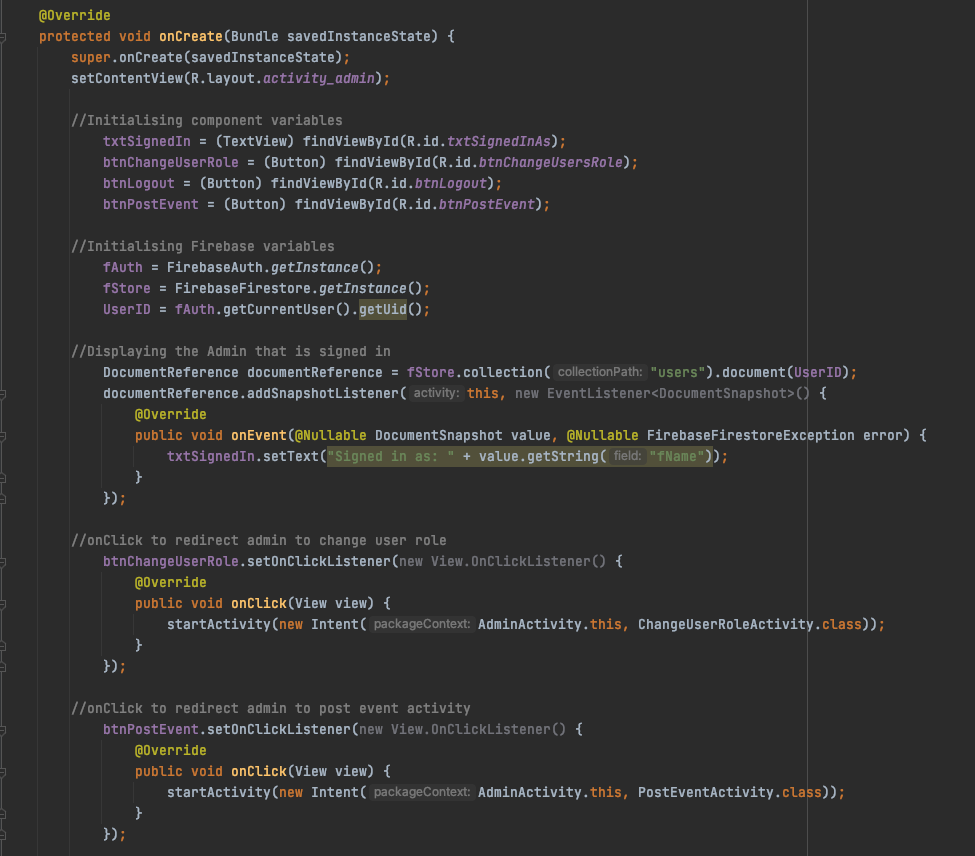 @Override
protected void onCreate(Bundle savedInstanceState) {
super.onCreate(savedInstanceState);
setContentView(R.layout.activity_admin);
//Initialising component variables
txtSignedIn = (TextView) findViewById(R.id.txtSignedInAs);
btnChangeUserRole = (Button) findViewById(R.id.btnChangeUsersRole);
btnLogout = (Button) findViewById(R.id.btnLogout);
btnPostEvent = (Button) findViewById(R.id.btnPostEvent);
//Initialising Firebase variables
fAuth = FirebaseAuth.getInstance();
fStore = FirebaseFirestore.getInstance();
UserID = fAuth.getCurrentUser().getUid();
//Displaying the Admin that is signed in
DocumentReference documentReference = fStore.collection( collectionPath: "users").document(UserID);
documentReference.addSnapshotListener( activity: this, new EventListener<DocumentSnapshot>() {
@Override
public void onEvent(@Nullable DocumentSnapshot value, @Nullable FirebaseFirestoreException error) {
txtSignedIn.setText("Signed in as: " + value.getString( field: "fName"));
}
});
//onClick to redirect admin to change user role
btnChangeUserRole.setOnClickListener(new View.OnClickListener() {
@Override
public void onClick(View view) {
startActivity(new Intent( packageContext: AdminActivity.this, ChangeUserRoleActivity.class));
}
});
//onClick to redirect admin to post event activity
btnPostEvent.setOnClickListener(new View.OnClickListener() {
@Override
public void onClick(View view) {
startActivity(new Intent( packageContext: AdminActivity.this, PostEventActivity.class));
}
});